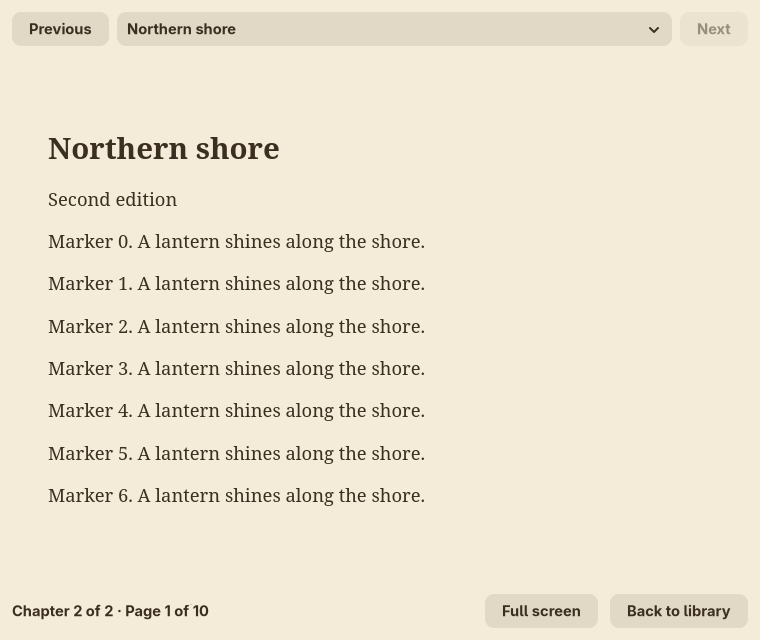 Previous
Northern shore
Next
Northern shore
Second edition
Marker 0. A lantern shines along the shore.
Marker 1. A lantern shines along the shore.
Marker 2. A lantern shines along the shore.
Marker 3. A lantern shines along the shore.
Marker 4. A lantern shines along the shore.
Marker 5. A lantern shines along the shore.
Marker 6. A lantern shines along the shore.
Chapter 2 of 2 · Page 1 of 10
Full screen
Back to library